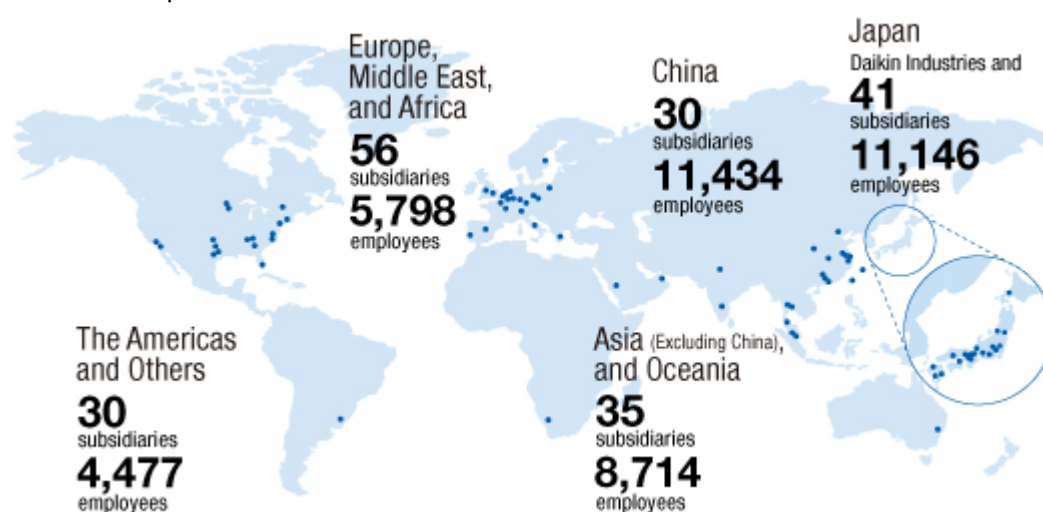 Europe,
Middle East,
and Africa
56
subsidiaries
5,798
employees
China
30
subsidiaries
11,434
employees
Japan
Daikin Industries and
41
subsidiaries
11,146
employees
The Americas
and Others
30
subsidiaries
4,477
employees
Asia (Excluding China),
and Oceania
35
subsidiaries
8,714
employees